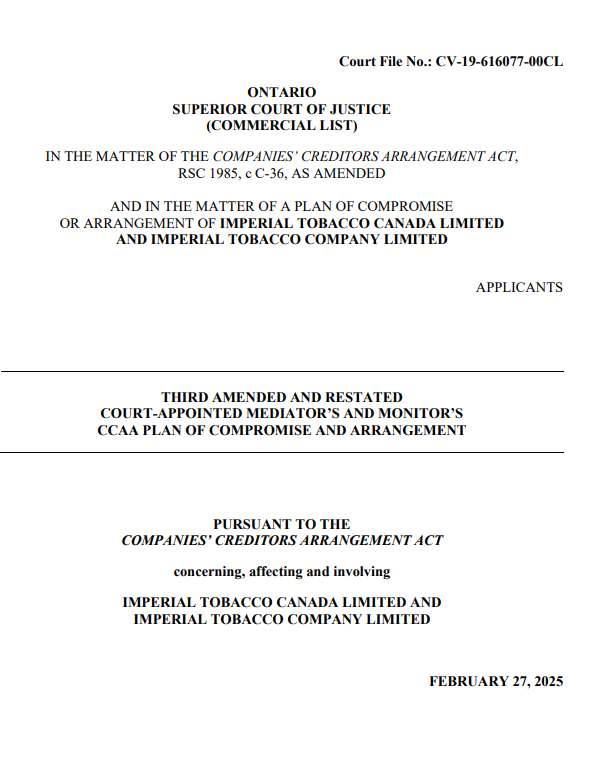 Court File No.: CV-19-616077-00CL
ONTARIO
SUPERIOR COURT OF JUSTICE
(COMMERCIAL LIST)
IN THE MATTER OF THE COMPANIES’ CREDITORS ARRANGEMENT ACT,
RSC 1985, c C-36, AS AMENDED
AND IN THE MATTER OF A PLAN OF COMPROMISE
OR ARRANGEMENT OF IMPERIAL TOBACCO CANADA LIMITED
AND IMPERIAL TOBACCO COMPANY LIMITED
APPLICANTS
THIRD AMENDED AND RESTATED
COURT-APPOINTED MEDIATOR’S AND MONITOR’S
CCAA PLAN OF COMPROMISE AND ARRANGEMENT
PURSUANT TO THE
COMPANIES’ CREDITORS ARRANGEMENT ACT
concerning, affecting and involving
IMPERIAL TOBACCO CANADA LIMITED AND
IMPERIAL TOBACCO COMPANY LIMITED
FEBRUARY 27, 2025